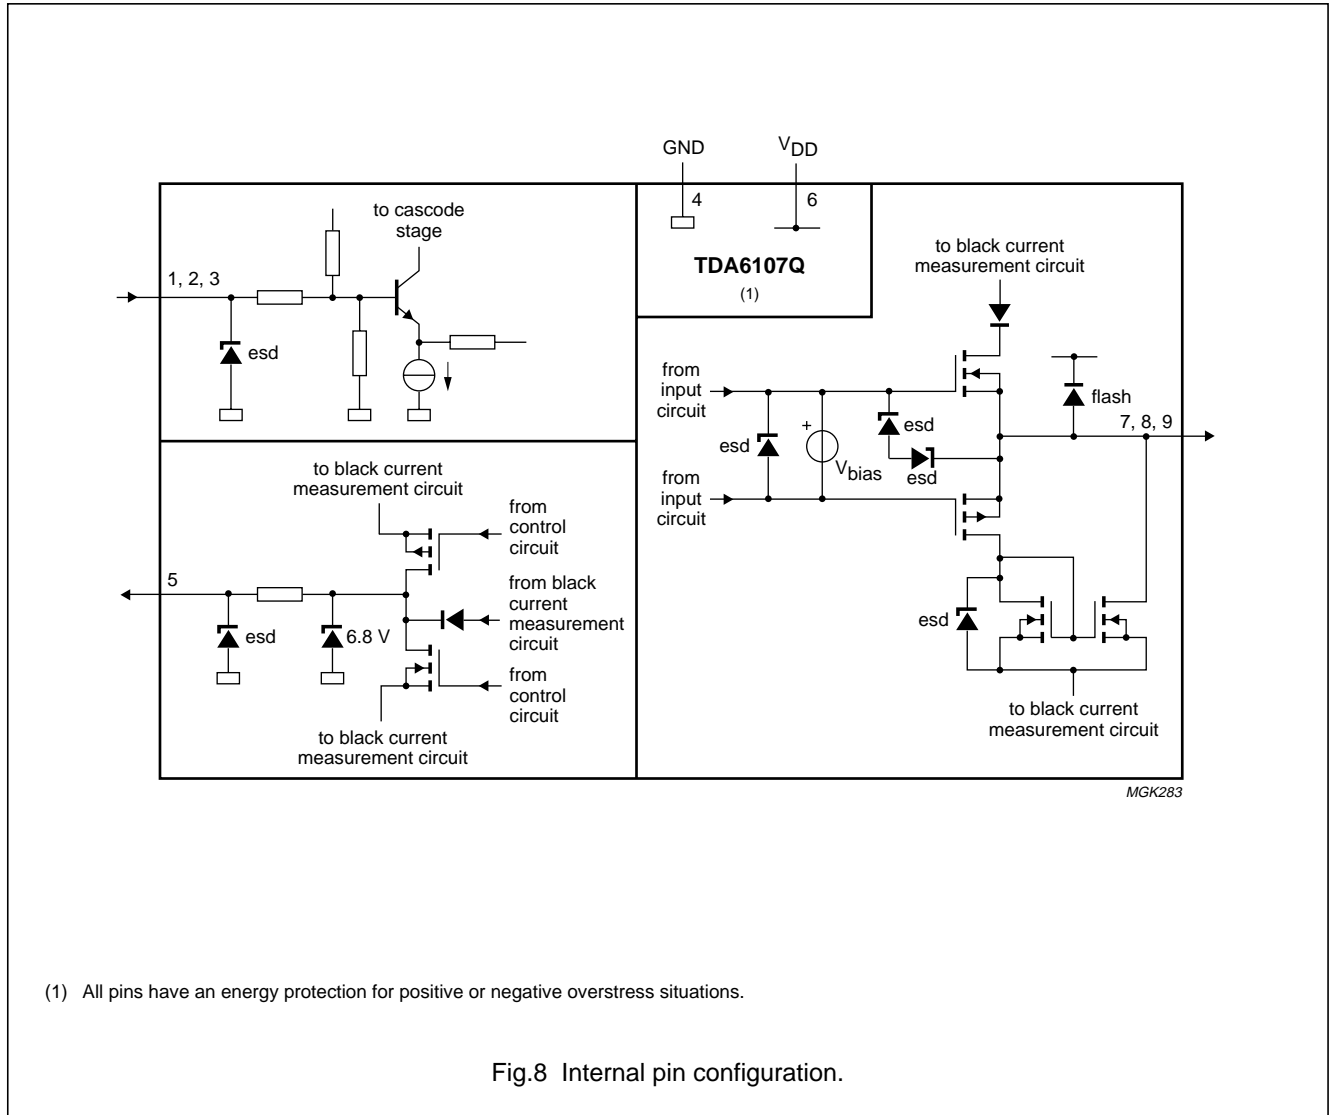 GND
VDD
4
6
TDA6107Q
(1)
to cascode
stage
1, 2, 3
esd
to black current
measurement circuit
from
input
circuit
esd
+
Vbias
esd
esd
flash
7, 8, 9
from
input
circuit
esd
to black current
measurement circuit
to black current
measurement circuit
from
control
circuit
5
esd
6.8 V
from black
current
measurement
circuit
from
control
circuit
to black current
measurement circuit
MGK283
(1) All pins have an energy protection for positive or negative overstress situations.
Fig.8 Internal pin configuration.